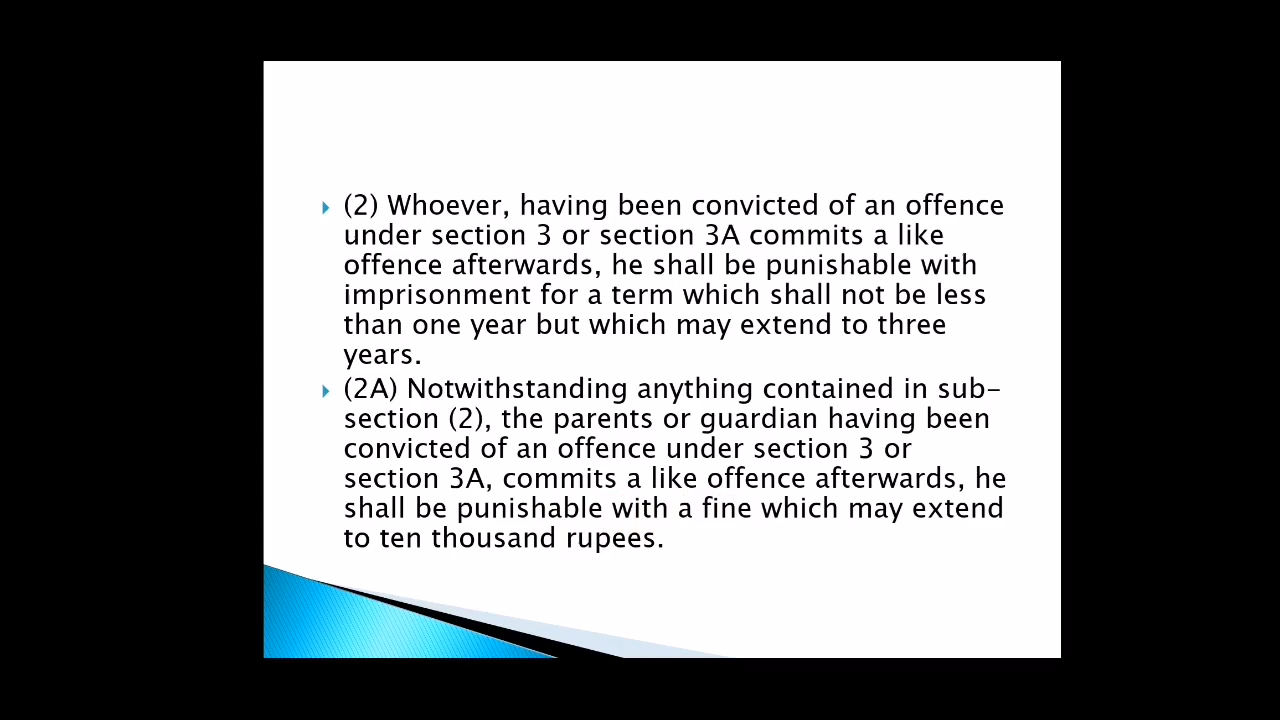 (2) Whoever, having been convicted of an offence
under section 3 or section 3A commits a like
offence afterwards, he shall be punishable with
imprisonment for a term which shall not be less
than one year but which may extend to three
years.
(2A) Notwithstanding anything contained in sub-
section (2), the parents or guardian having been
convicted of an offence under section 3 or
section 3A, commits a like offence afterwards, he
shall be punishable with a fine which may extend
to ten thousand rupees.